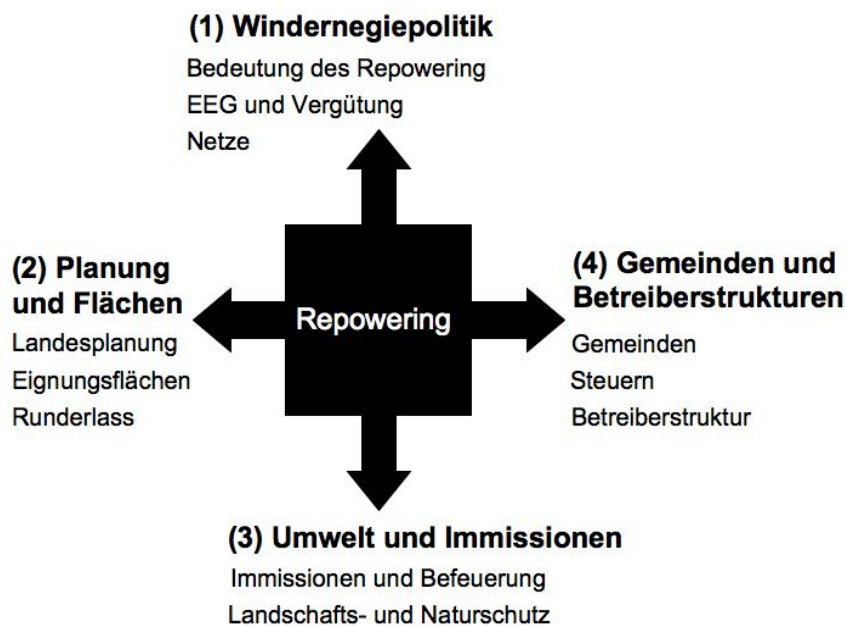 (1) Windernegiepolitik
Bedeutung des Repowering
EEG und Vergütung
Netze
(2) Planung
und Flächen
Landesplanung
Eignungsflächen
Runderlass
Repowering
(4) Gemeinden und
Betreiberstrukturen
Gemeinden
Steuern
Betreiberstruktur
(3) Umwelt und Immissionen
Immissionen und Befeuerung
Landschafts- und Naturschutz